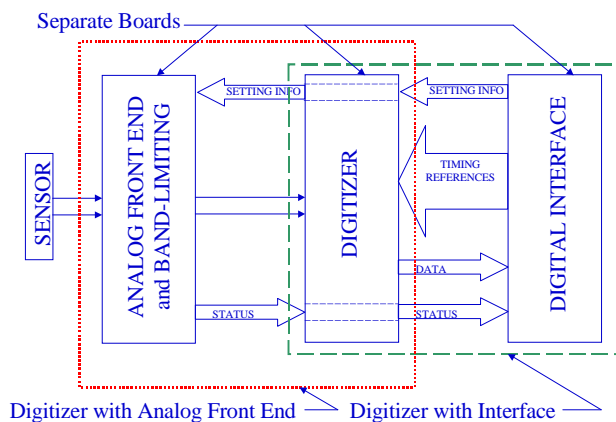 Separate Boards
SENSOR
ANALOG FRONT END
and BAND-LIMITING
SETTING INFO
STATUS
DIGITIZER
SETTING INFO
TIMING
REFERENCES
DATA
STATUS
DIGITAL INTERFACE
Digitizer with Analog Front End
Digitizer with Interface